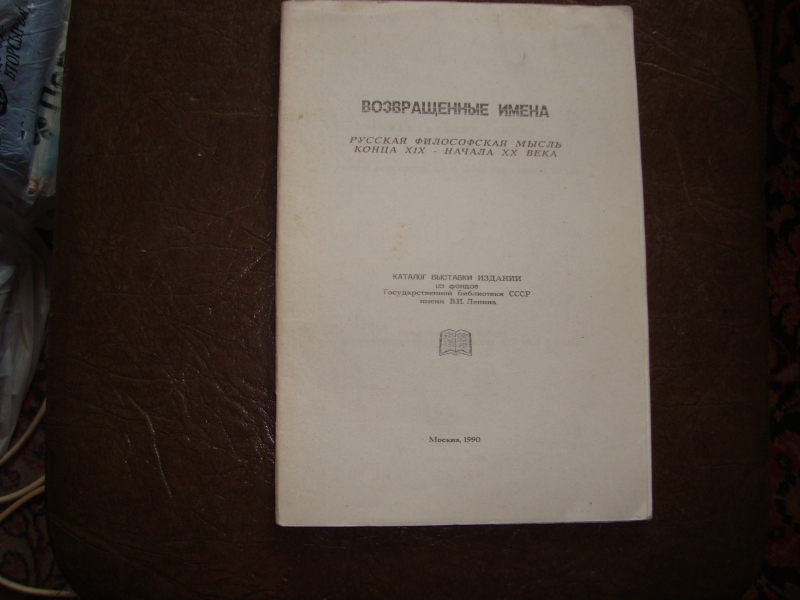 ВОЗВРАЩЕННЫЕ ИМЕНА
РУССКАЯ ФИЛОСОФСКАЯ МЫСЛЬ
КОНЦА XIX - НАЧАЛА XX ВЕКА
КАТАЛОГ ВЫСТАВКИ ИЗДАНИЙ
из фондов
Государственной Библиотеки СССР
имени В.И. Ленина
Москва, 1990